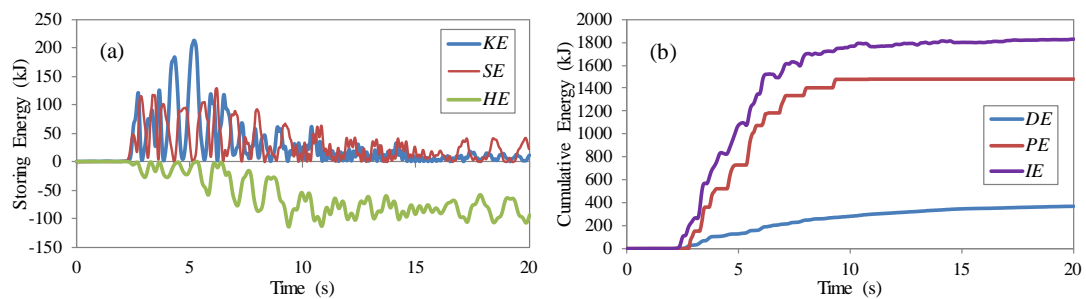 (a)
Storing Energy (kJ)
250
200
150
100
50
0
-50
-100
-150
KE
SE
HE
0
5
10
15
20
Time (s)
(b)
Cumulative Energy (kJ)
2000
1800
1600
1400
1200
1000
800
600
400
200
0
DE
PE
IE
0
5
10
15
20
Time (s)